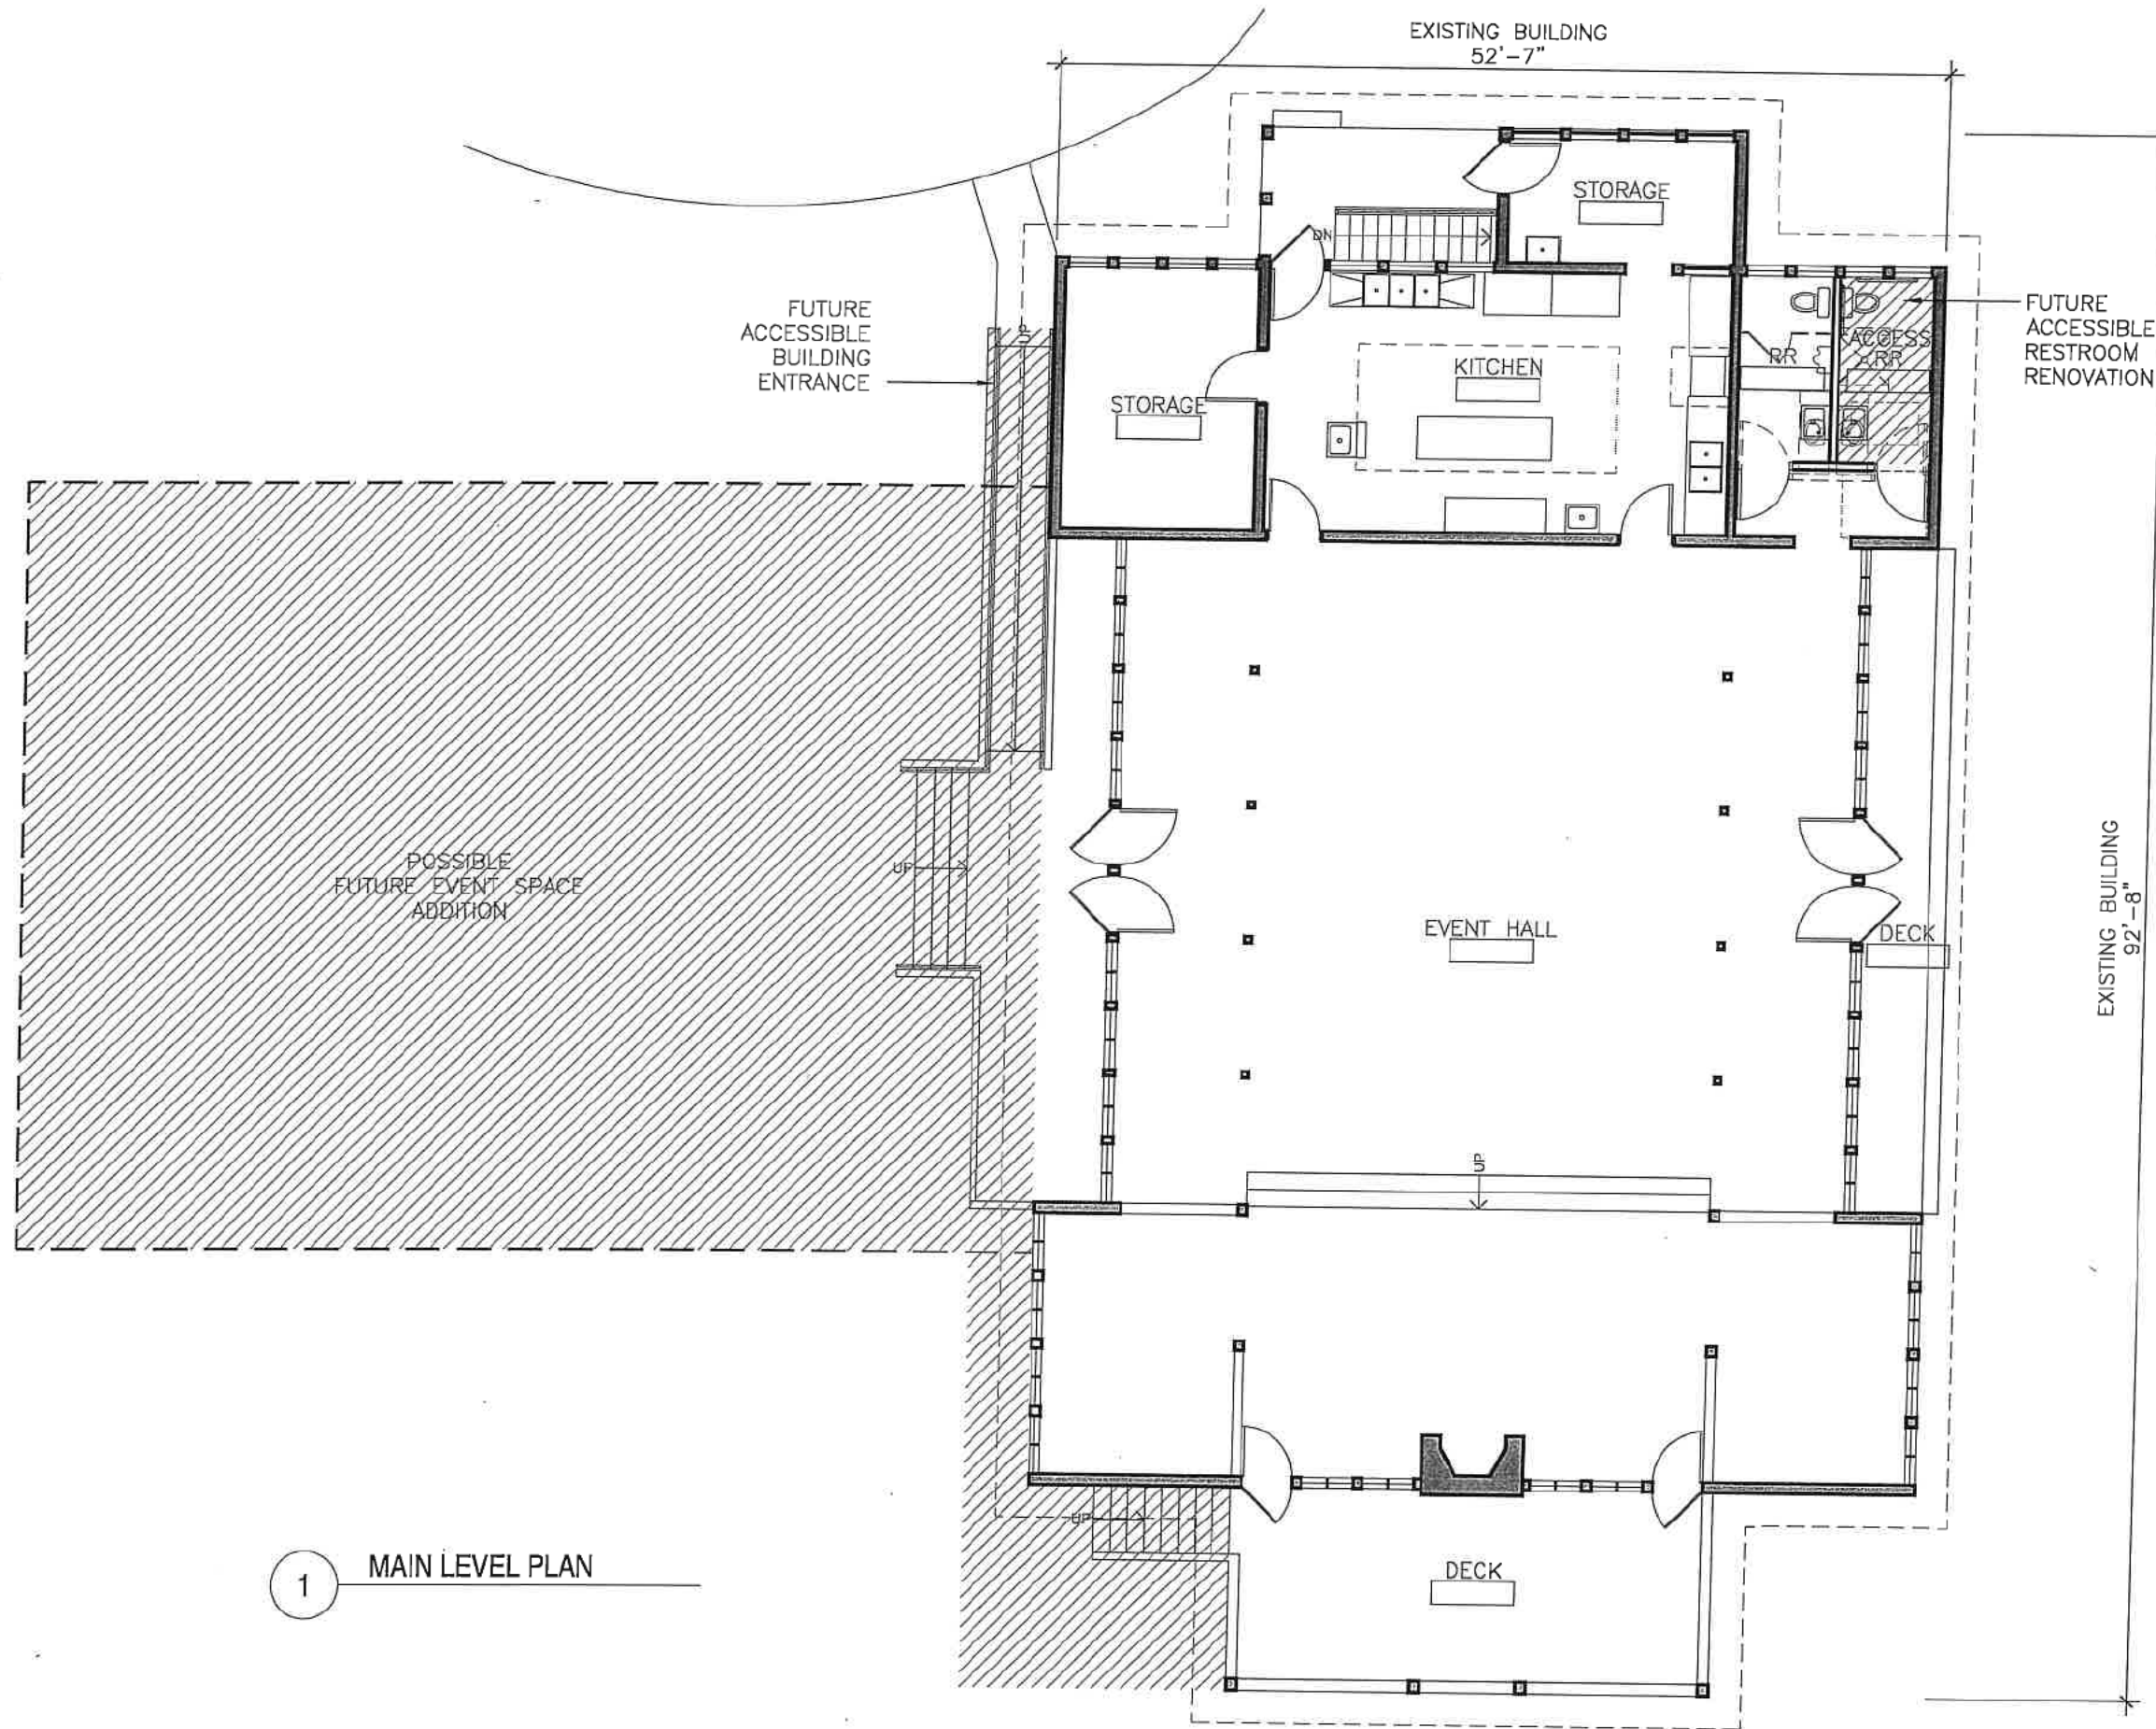 EXISTING BUILDING
52'-7"
STORAGE
DN
FUTURE
ACCESSIBLE
BUILDING
ENTRANCE
UP
FUTURE
ACCESSIBLE
RESTROOM
RENOVATION
KITCHEN
RR
ACCESS
RR
STORAGE
POSSIBLE
FUTURE EVENT SPACE
ADDITION
UP
EVENT HALL
DECK
EXISTING BUILDING
92'-8"
UP
UP
DECK
1
MAIN LEVEL PLAN